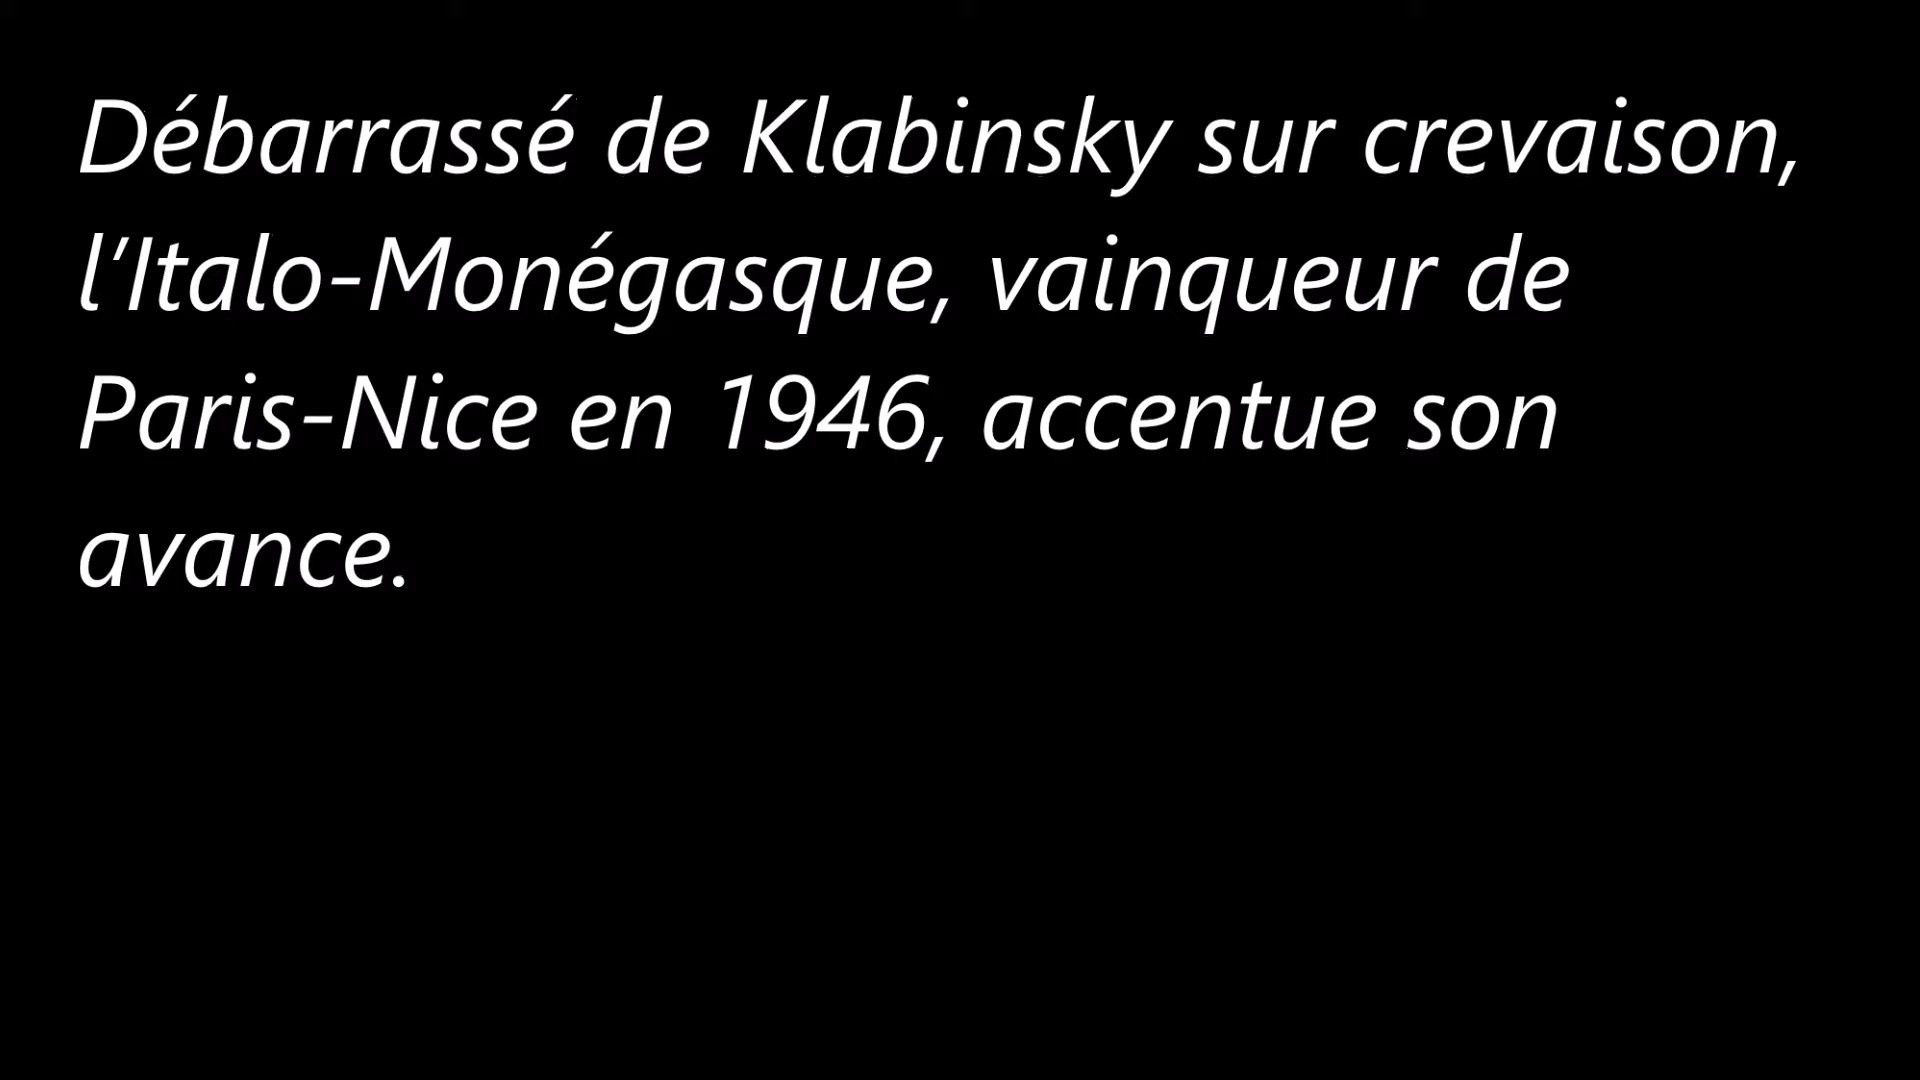 Débarrassé de Klabinsky sur crevaison,
l’Italo-Monégasque, vainqueur de
Paris-Nice en 1946, accentue son
avance.